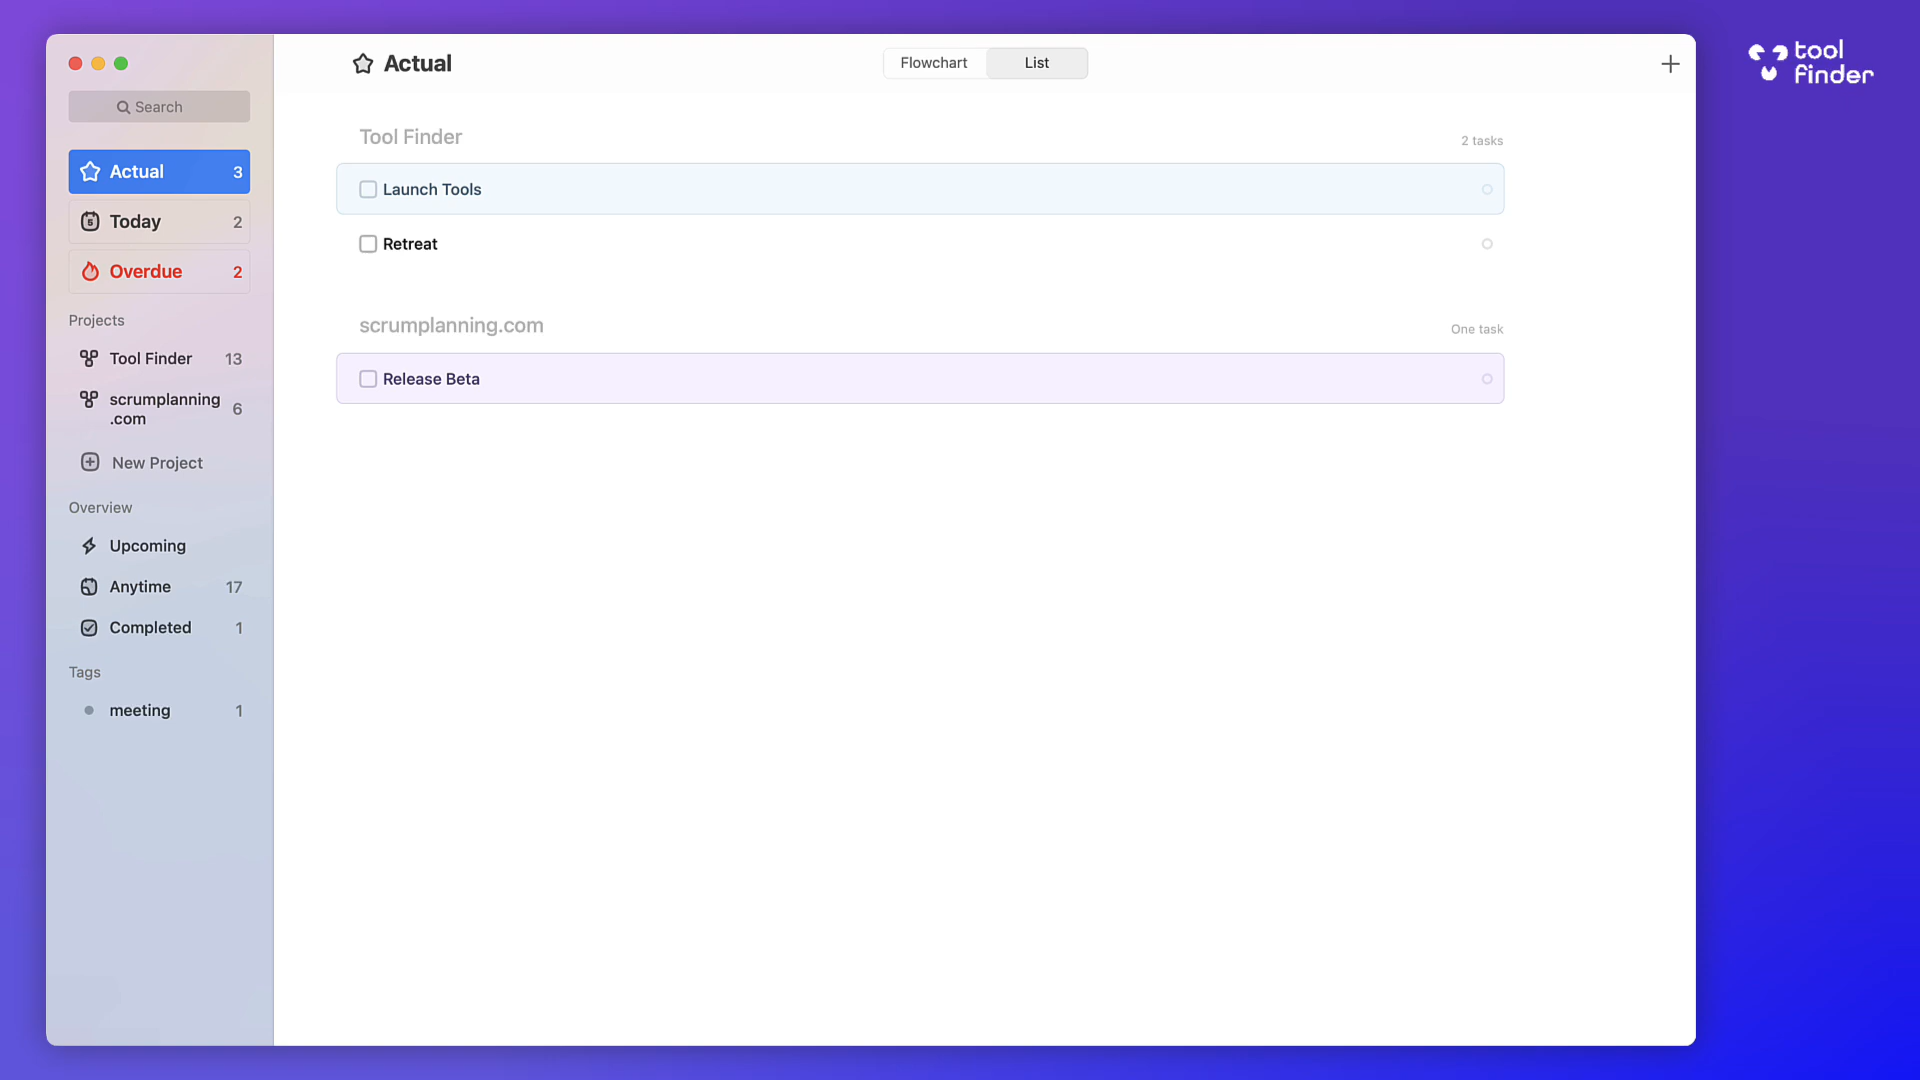 Search
Actual 3
5 Today 2
Overdue 2
Projects
Tool Finder 13
scrumplanning
.com 6
New Project
Overview
Upcoming
Anytime 17
Completed 1
Tags
meeting 1
Actual
Flowchart List
Tool Finder 2 tasks
Launch Tools
Retreat
scrumplanning.com One task
Release Beta
tool
finder